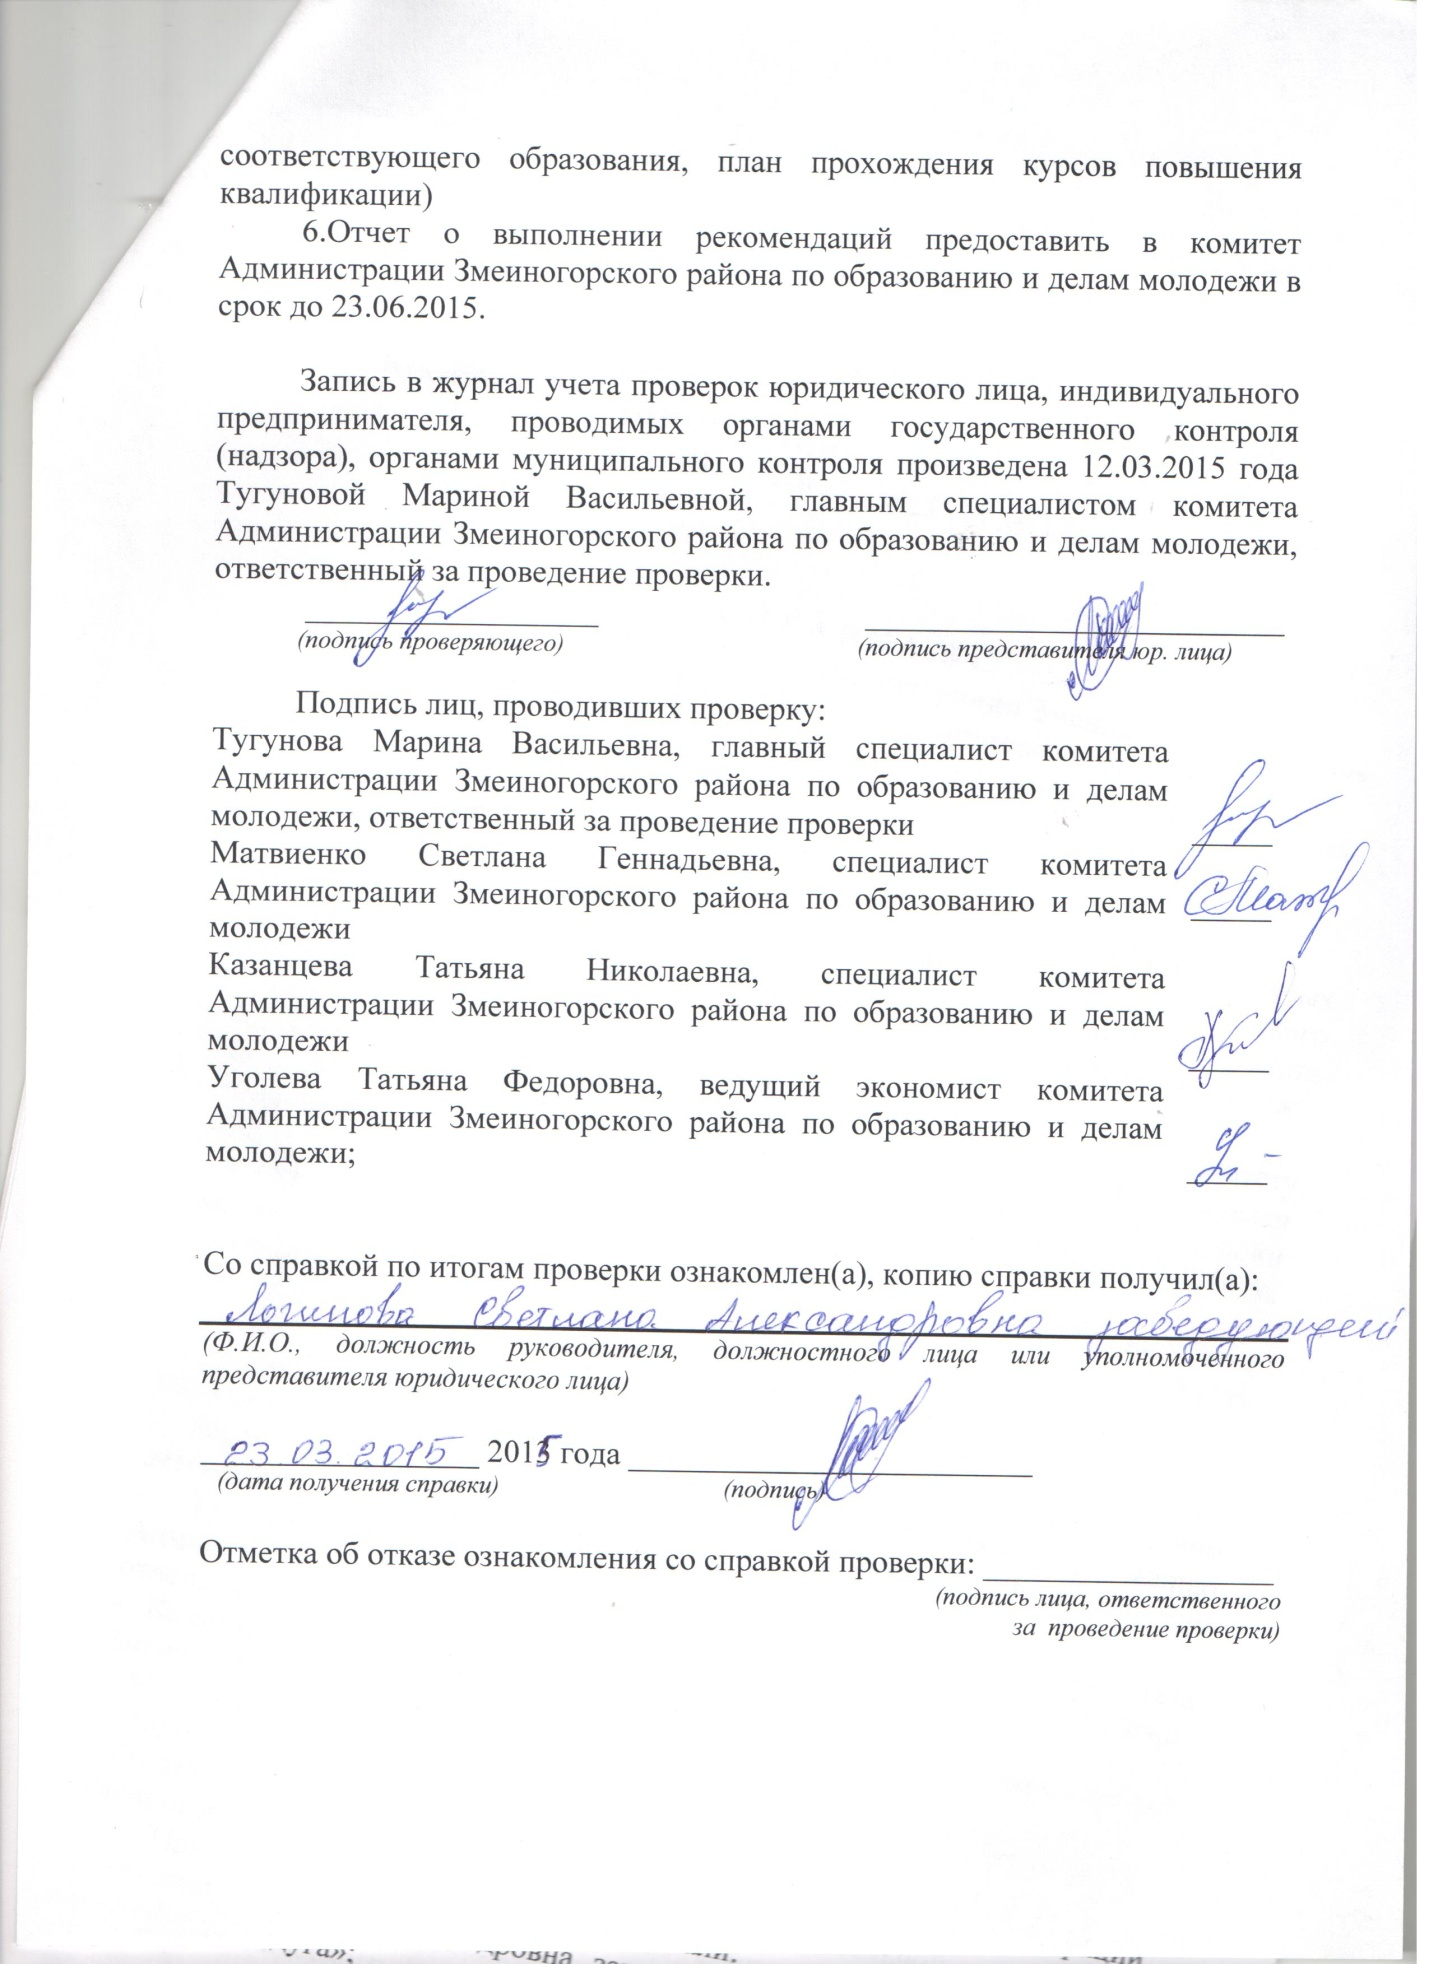 соответствующего образования, план прохождения курсов повышения
квалификации)
6.Отчет о выполнении рекомендаций предоставить в комитет
Администрации Змеиногорского района по образованию и делам молодежи в
срок до 23.06.2015.
Запись в журнал учета проверок юридического лица, индивидуального
предпринимателя, проводимых органами государственного контроля
(надзора), органами муниципального контроля произведена 12.03.2015 года
Тугуновой Мариной Васильевной, главным специалистом комитета
Администрации Змеиногорского района по образованию и делам молодежи,
ответственный за проведение проверки.
(подпись проверяющего) (подпись представителя юр. лица)
Подпись лиц, проводивших проверку:
Тугунова Марина Васильевна, главный специалист комитета
Администрации Змеиногорского района по образованию и делам
молодежи, ответственный за проведение проверки
Матвиенко Светлана Геннадьевна, специалист комитета
Администрации Змеиногорского района по образованию и делам
молодежи
Казанцева Татьяна Николаевна, специалист комитета
Администрации Змеиногорского района по образованию и делам
молодежи
Уголева Татьяна Федоровна, ведущий экономист комитета
Администрации Змеиногорского района по образованию и делам
молодежи;
Со справкой по итогам проверки ознакомлен(а), копию справки получил(а):
Логинова Светлана Александровна заведующий
(Ф.И.О., должность руководителя, должностного лица или уполномоченного
представителя юридического лица)
23.03.2015 2015 года
(дата получения справки) (подпись)
Отметка об отказе ознакомления со справкой проверки:
(подпись лица, ответственного
за проведение проверки)